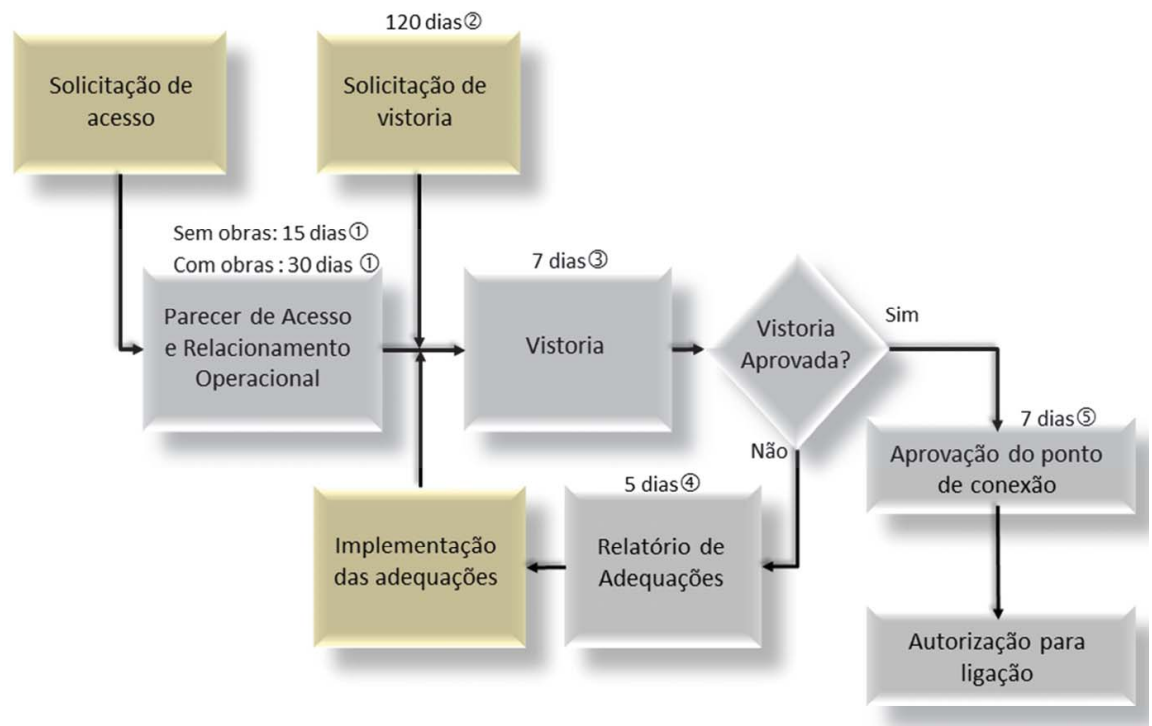 120 dias②
Solicitação de
acesso
Solicitação de
vistoria
Sem obras: 15 dias①
Com obras : 30 dias ①
Parecer de Acesso
e Relacionamento
Operacional
7 dias③
Vistoria
Vistoria
Aprovada?
Sim
Não
7 dias⑤
Aprovação do ponto
de conexão
5 dias④
Relatório de
Adequações
Implementação
das adequações
Autorização para
ligação